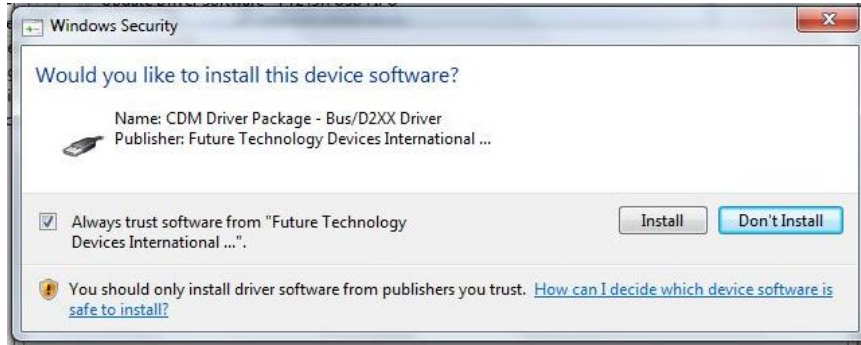 Windows Security
Would you like to install this device software?
Name: CDM Driver Package - Bus/D2XX Driver
Publisher: Future Technology Devices International ...
Always trust software from "Future Technology
Devices International ...".
Install
Don't Install
You should only install driver software from publishers you trust. How can I decide which device software is
safe to install?